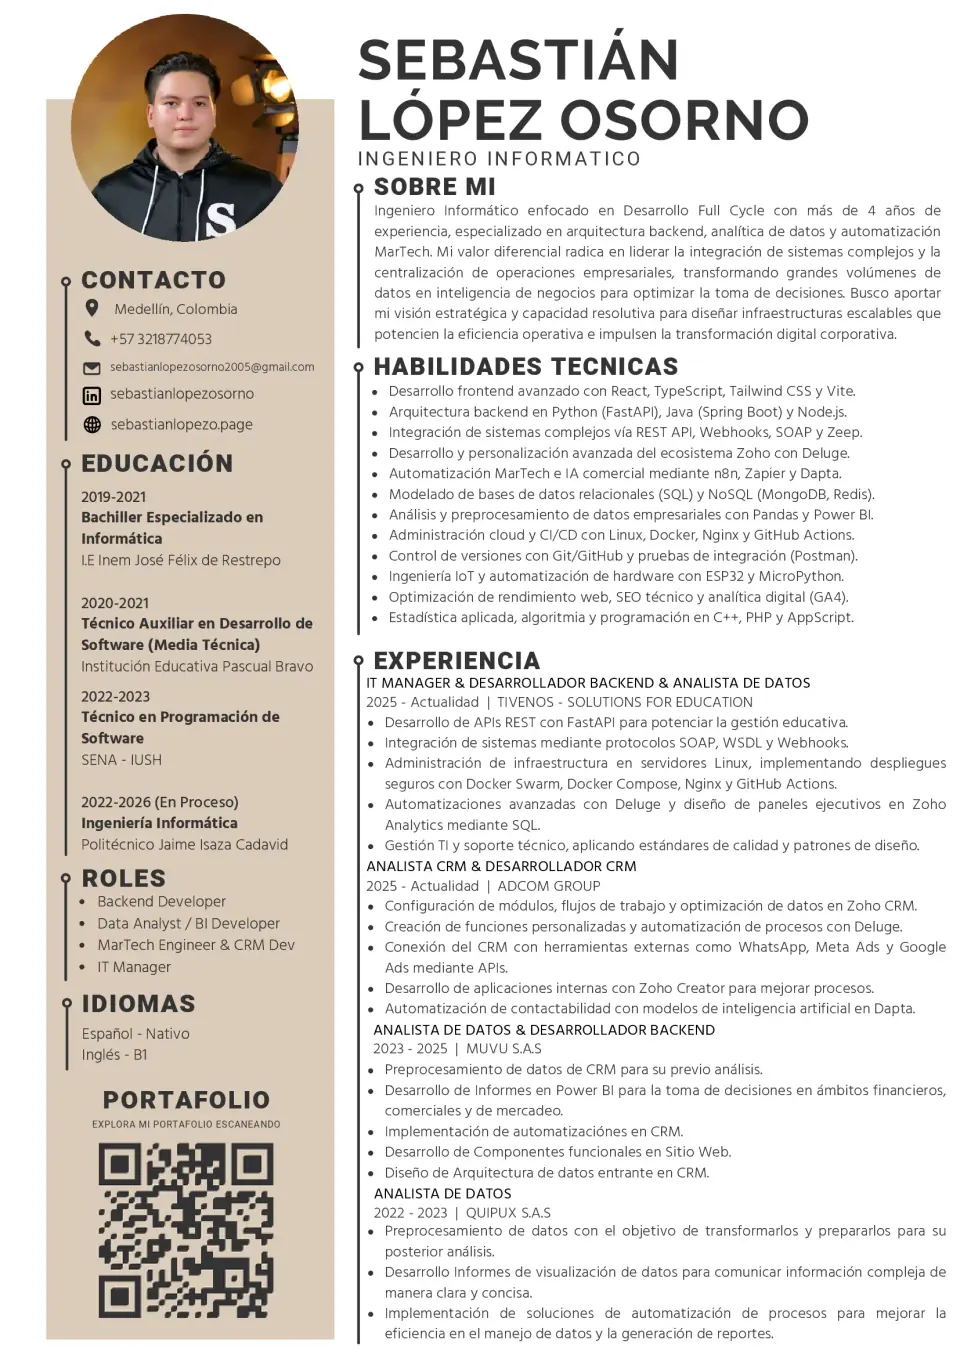 SEBASTIÁN
LÓPEZ OSORNO
INGENIERO INFORMATICO
S
CONTACTO
Medellín, Colombia
+57 3218774053
sebastianlopezosorno2005@gmail.com
in
sebastianlopezosorno
sebastianlopezo.page
EDUCACIÓN
2019-2021
Bachiller Especializado en
Informática
I.E Inem José Félix de Restrepo
2020-2021
Técnico Auxiliar en Desarrollo de
Software (Media Técnica)
Institución Educativa Pascual Bravo
2022-2023
Técnico en Programación de
Software
SENA - IUSH
2022-2026 (En Proceso)
Ingeniería Informática
Politécnico Jaime Isaza Cadavid
ROLES
• Backend Developer
• Data Analyst / BI Developer
• MarTech Engineer & CRM Dev
• IT Manager
IDIOMAS
Español - Nativo
Inglés - B1
PORTAFOLIO
EXPLORA MI PORTAFOLIO ESCANEANDO
SOBRE MI
Ingeniero Informático enfocado en Desarrollo Full Cycle con más de 4 años de
experiencia, especializado en arquitectura backend, analítica de datos y automatización
MarTech. Mi valor diferencial radica en liderar la integración de sistemas complejos y la
centralización de operaciones empresariales, transformando grandes volúmenes de
datos en inteligencia de negocios para optimizar la toma de decisiones. Busco aportar
mi visión estratégica y capacidad resolutiva para diseñar infraestructuras escalables que
potencien la eficiencia operativa e impulsen la transformación digital corporativa.
HABILIDADES TECNICAS
• Desarrollo frontend avanzado con React, TypeScript, Tailwind CSS y Vite.
• Arquitectura backend en Python (FastAPI), Java (Spring Boot) y Node.js.
• Integración de sistemas complejos vía REST API, Webhooks, SOAP y Zeep.
• Desarrollo y personalización avanzada del ecosistema Zoho con Deluge.
• Automatización MarTech e IA comercial mediante n8n, Zapier y Dapta.
• Modelado de bases de datos relacionales (SQL) y NoSQL (MongoDB, Redis).
• Análisis y preprocesamiento de datos empresariales con Pandas y Power BI.
• Administración cloud y CI/CD con Linux, Docker, Nginx y GitHub Actions.
• Control de versiones con Git/GitHub y pruebas de integración (Postman).
• Ingeniería IoT y automatización de hardware con ESP32 y MicroPython.
• Optimización de rendimiento web, SEO técnico y analítica digital (GA4).
• Estadística aplicada, algoritmia y programación en C++, PHP y AppScript.
EXPERIENCIA
IT MANAGER & DESARROLLADOR BACKEND & ANALISTA DE DATOS
2025 - Actualidad | TIVENOS - SOLUTIONS FOR EDUCATION
• Desarrollo de APIs REST con FastAPI para potenciar la gestión educativa.
• Integración de sistemas mediante protocolos SOAP, WSDL y Webhooks.
• Administración de infraestructura en servidores Linux, implementando despliegues
seguros con Docker Swarm, Docker Compose, Nginx y GitHub Actions.
• Automatizaciones avanzadas con Deluge y diseño de paneles ejecutivos en Zoho
Analytics mediante SQL.
• Gestión TI y soporte técnico, aplicando estándares de calidad y patrones de diseño.
ANALISTA CRM & DESARROLLADOR CRM
2025 - Actualidad | ADCOM GROUP
• Configuración de módulos, flujos de trabajo y optimización de datos en Zoho CRM.
• Creación de funciones personalizadas y automatización de procesos con Deluge.
• Conexión del CRM con herramientas externas como WhatsApp, Meta Ads y Google
Ads mediante APIs.
• Desarrollo de aplicaciones internas con Zoho Creator para mejorar procesos.
• Automatización de contactabilidad con modelos de inteligencia artificial en Dapta.
ANALISTA DE DATOS & DESARROLLADOR BACKEND
2023 - 2025 | MUVU S.A.S
• Preprocesamiento de datos de CRM para su previo análisis.
• Desarrollo de Informes en Power BI para la toma de decisiones en ámbitos financieros,
comerciales y de mercadeo.
• Implementación de automatizaciónes en CRM.
• Desarrollo de Componentes funcionales en Sitio Web.
• Diseño de Arquitectura de datos entrante en CRM.
ANALISTA DE DATOS
2022 - 2023 | QUIPUX S.A.S
• Preprocesamiento de datos con el objetivo de transformarlos y prepararlos para su
posterior análisis.
• Desarrollo Informes de visualización de datos para comunicar información compleja de
manera clara y concisa.
• Implementación de soluciones de automatización de procesos para mejorar la
eficiencia en el manejo de datos y la generación de reportes.